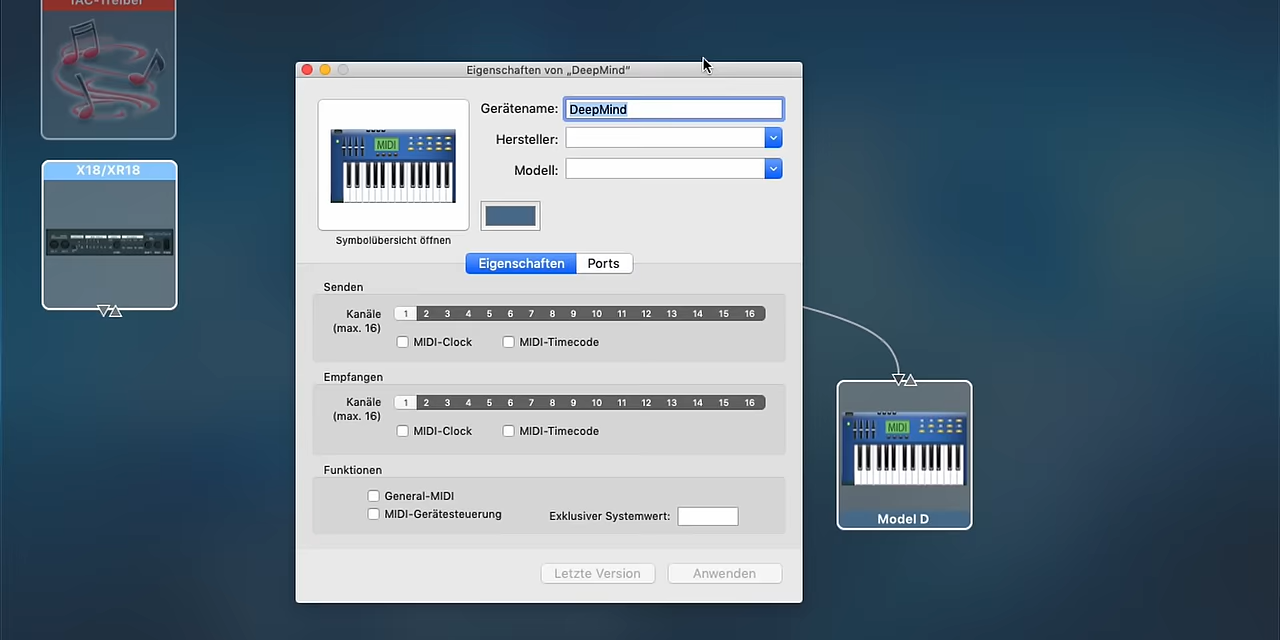 IAC-Treiber
X18/XR18
Eigenschaften von „DeepMind“
Gerätename: DeepMind
Hersteller:
Modell:
MIDI
Symbolübersicht öffnen
Eigenschaften Ports
Senden
Kanäle 1 2 3 4 5 6 7 8 9 10 11 12 13 14 15 16
(max. 16)
MIDI-Clock MIDI-Timecode
Empfangen
Kanäle 1 2 3 4 5 6 7 8 9 10 11 12 13 14 15 16
(max. 16)
MIDI-Clock MIDI-Timecode
Funktionen
General-MIDI
MIDI-Gerätesteuerung Exklusiver Systemwert:
Letzte Version Anwenden
MIDI
Model D